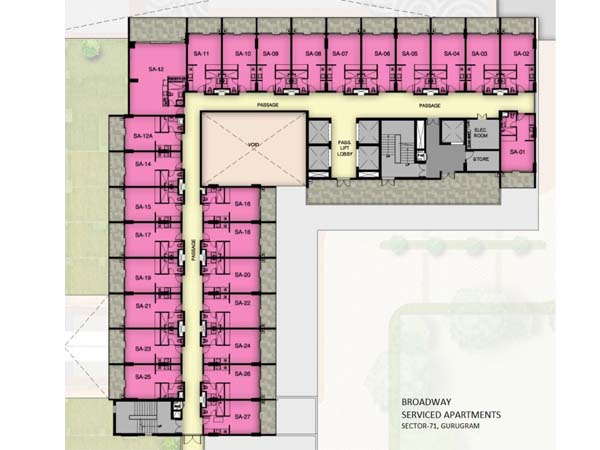 SA-11
SA-10
SA-09
SA-08
SA-07
SA-06
SA-05
SA-04
SA-03
SA-02
SA-12
PASSAGE
PASSAGE
SA-12A
VOID
PASS.
LIFT
LOBBY
ELEC.
ROOM
STORE
SA-01
SA-14
SA-15
SA-16
SA-17
SA-18
PASSAGE
SA-19
SA-20
SA-21
SA-22
SA-23
SA-24
SA-25
SA-26
SA-27
BROADWAY
SERVICED APARTMENTS
SECTOR-71, GURUGRAM